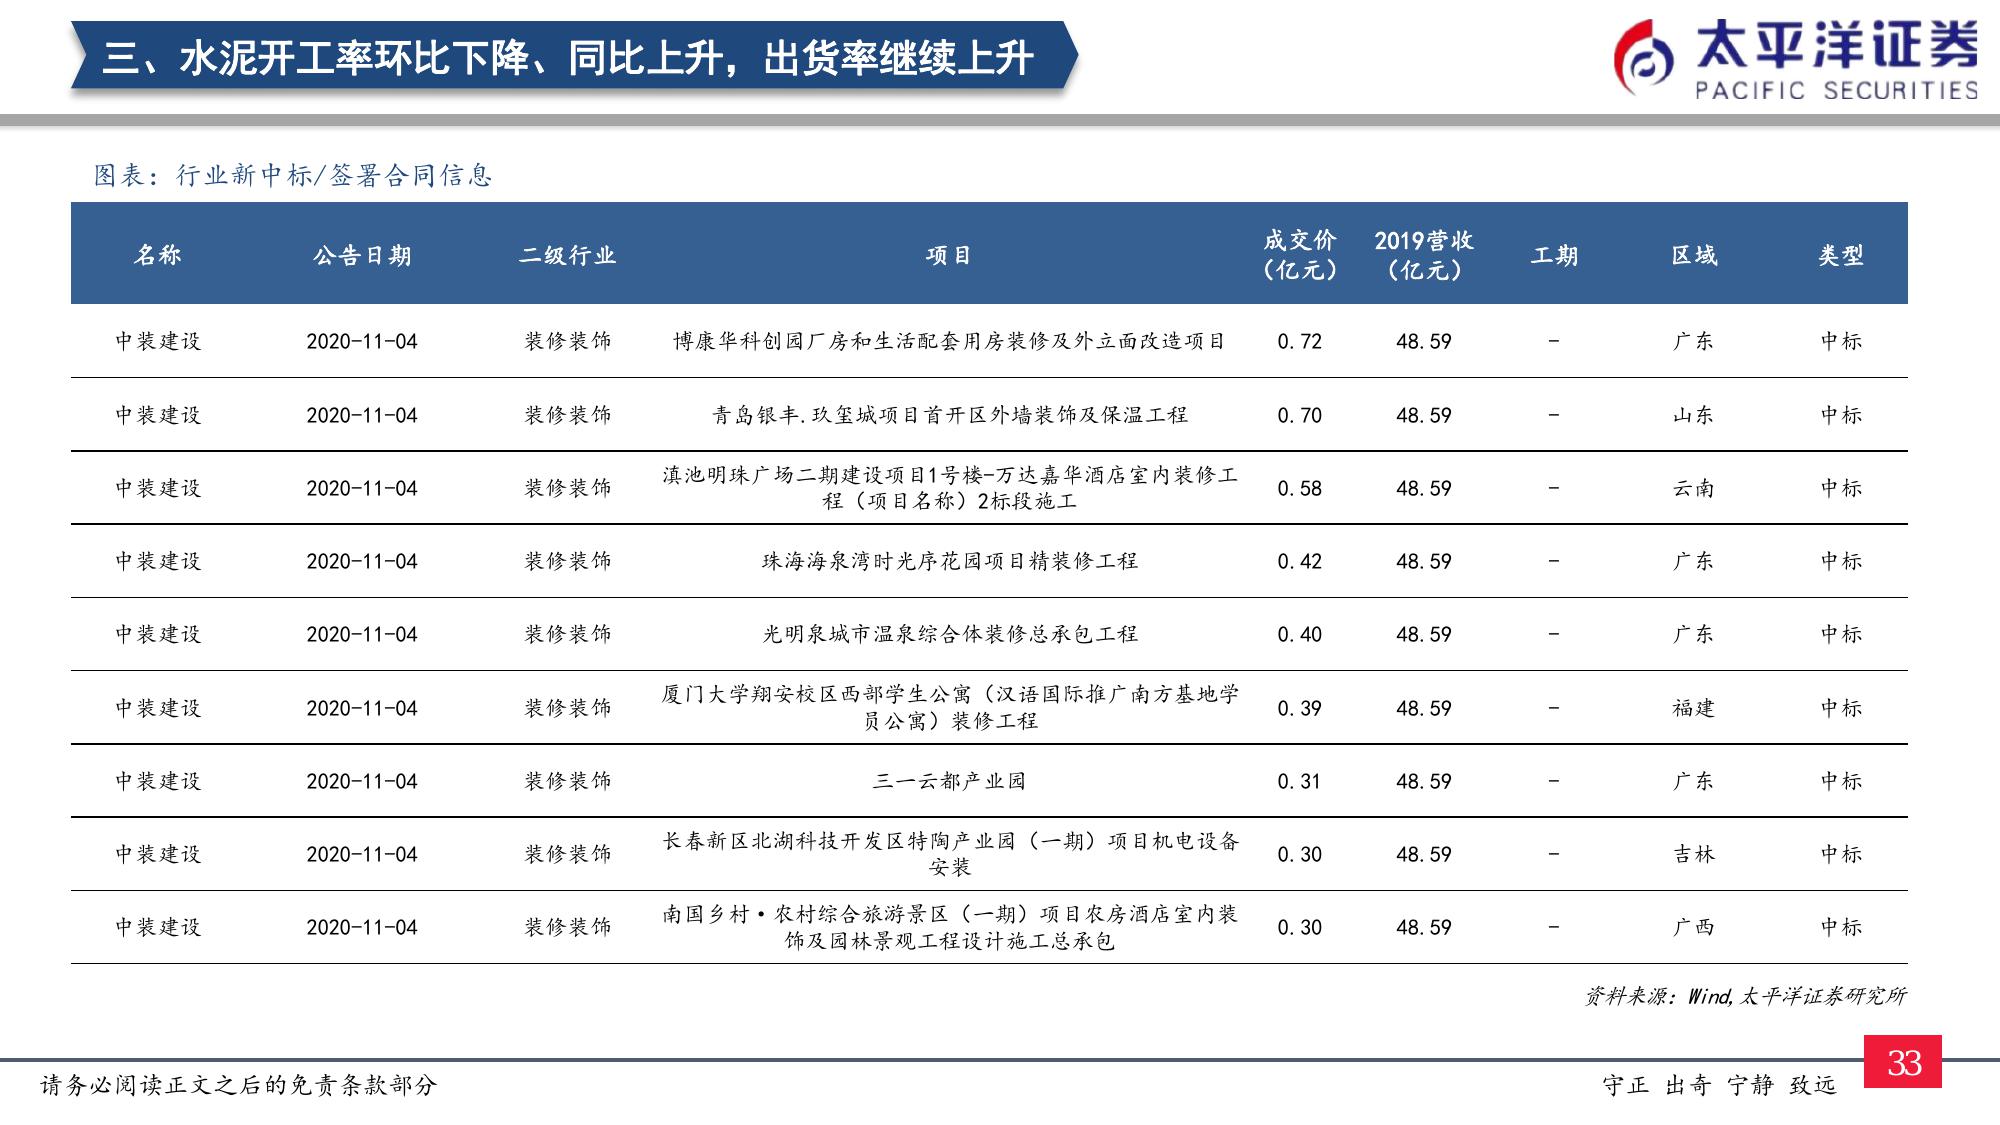 三、水泥开工率环比下降、同比上升，出货率继续上升
太平洋证券
PACIFIC SECURITIES
图表：行业新中标/签署合同信息
名称 公告日期 二级行业 项目 成交价（亿元） 2019营收（亿元） 工期 区域 类型
中装建设 2020-11-04 装修装饰 博康华科创园厂房和生活配套用房装修及外立面改造项目 0.72 48.59 - 广东 中标
中装建设 2020-11-04 装修装饰 青岛银丰.玖玺城项目首开区外墙装饰及保温工程 0.70 48.59 - 山东 中标
中装建设 2020-11-04 装修装饰 滇池明珠广场二期建设项目1号楼-万达嘉华酒店室内装修工程（项目名称）2标段施工 0.58 48.59 - 云南 中标
中装建设 2020-11-04 装修装饰 珠海海泉湾时光序花园项目精装修工程 0.42 48.59 - 广东 中标
中装建设 2020-11-04 装修装饰 光明泉城市温泉综合体装修总承包工程 0.40 48.59 - 广东 中标
中装建设 2020-11-04 装修装饰 厦门大学翔安校区西部学生公寓（汉语国际推广南方基地学员公寓）装修工程 0.39 48.59 - 福建 中标
中装建设 2020-11-04 装修装饰 三一云都产业园 0.31 48.59 - 广东 中标
中装建设 2020-11-04 装修装饰 长春新区北湖科技开发区特陶产业园（一期）项目机电设备安装 0.30 48.59 - 吉林 中标
中装建设 2020-11-04 装修装饰 南国乡村·农村综合旅游景区（一期）项目农房酒店室内装饰及园林景观工程设计施工总承包 0.30 48.59 - 广西 中标
资料来源：Wind,太平洋证券研究所
请务必阅读正文之后的免责条款部分
守正 出奇 宁静 致远
33